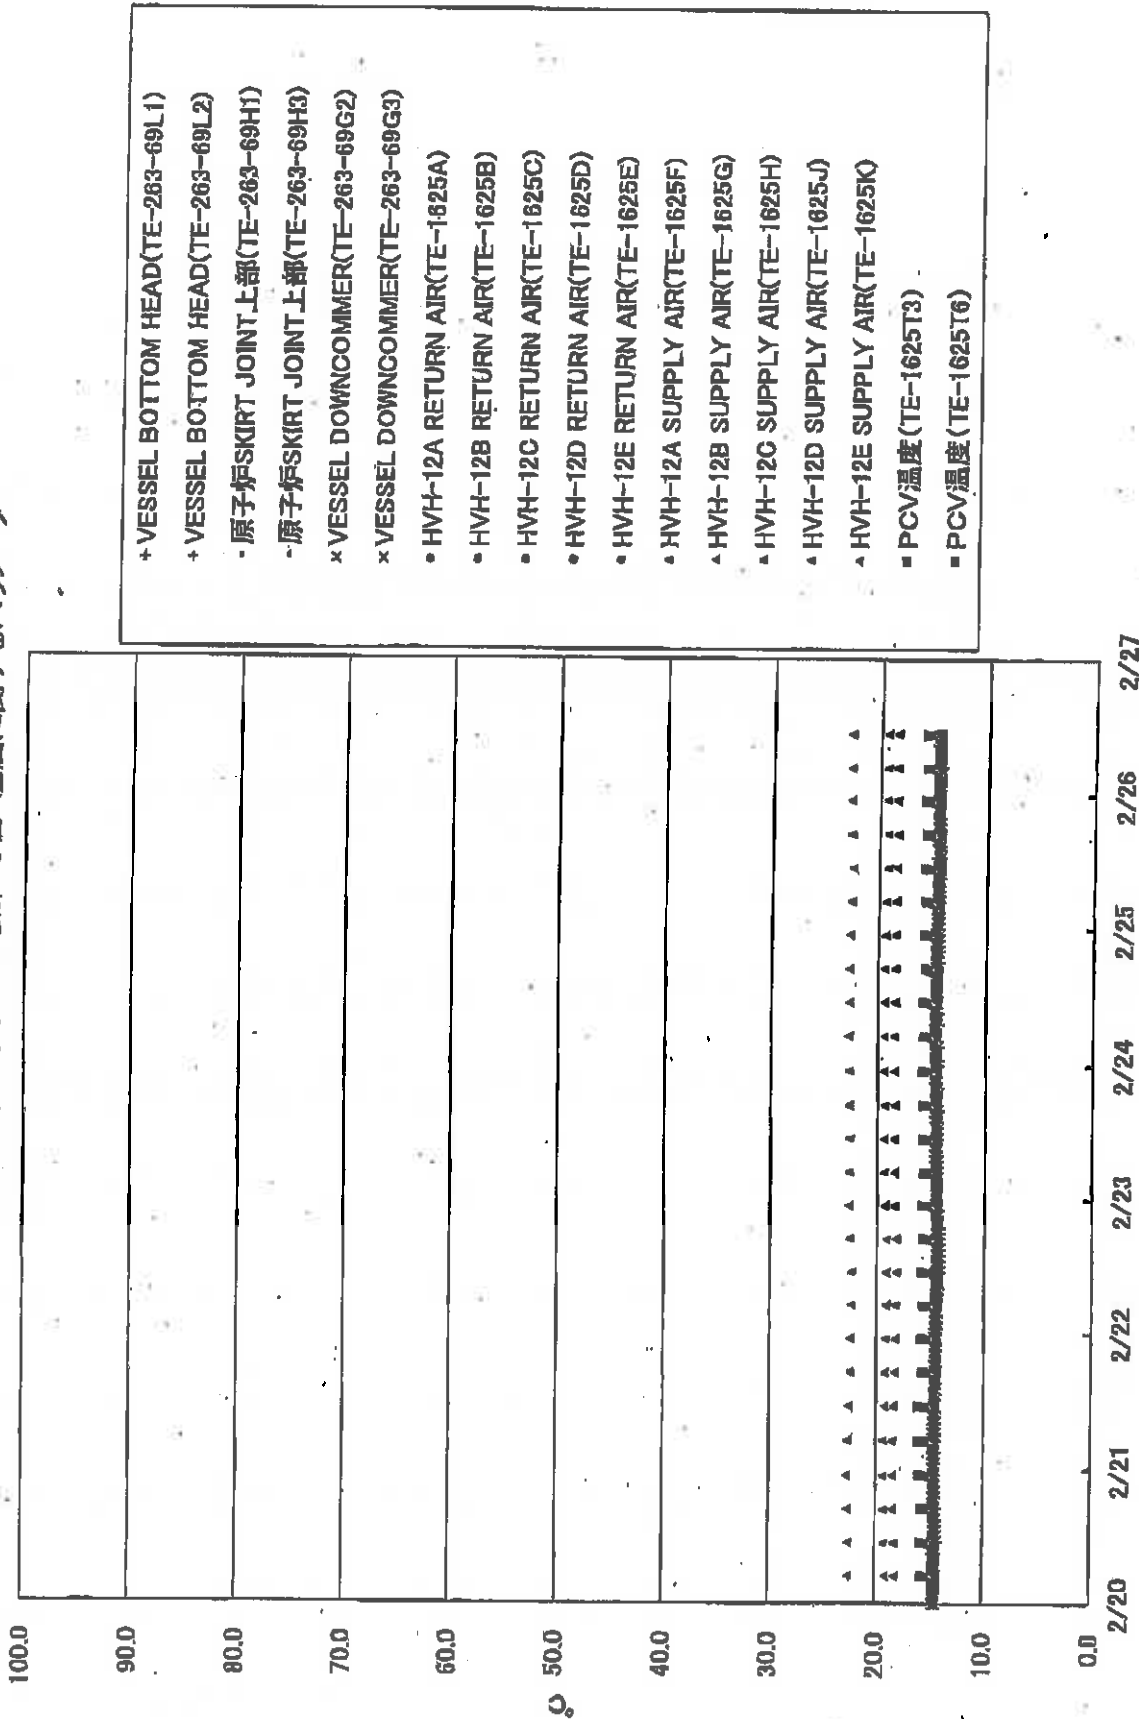 + VESSEL BOTTOM HEAD(TE-263-69L1)
+ VESSEL BOTTOM HEAD(TE-263-69L2)
- 原子炉SKIRT JOINT上部(TE-263-69H1)
- 原子炉SKIRT JOINT上部(TE-263-69H3)
× VESSEL DOWNCOMMER(TE-263-69G2)
× VESSEL DOWNCOMMER(TE-263-69G3)
● HVH-12A RETURN AIR(TE-1625A)
● HVH-12B RETURN AIR(TE-1625B)
● HVH-12C RETURN AIR(TE-1625C)
● HVH-12D RETURN AIR(TE-1625D)
● HVH-12E RETURN AIR(TE-1625E)
▲ HVH-12A SUPPLY AIR(TE-1625F)
▲ HVH-12B SUPPLY AIR(TE-1625G)
▲ HVH-12C SUPPLY AIR(TE-1625H)
▲ HVH-12D SUPPLY AIR(TE-1625J)
▲ HVH-12E SUPPLY AIR(TE-1625K)
■ PCV温度(TE-1625T3)
■ PCV温度(TE-1625T6)
℃
100.0
90.0
80.0
70.0
60.0
50.0
40.0
30.0
20.0
10.0
0.0
2/20
2/21
2/22
2/23
2/24
2/25
2/26
2/27